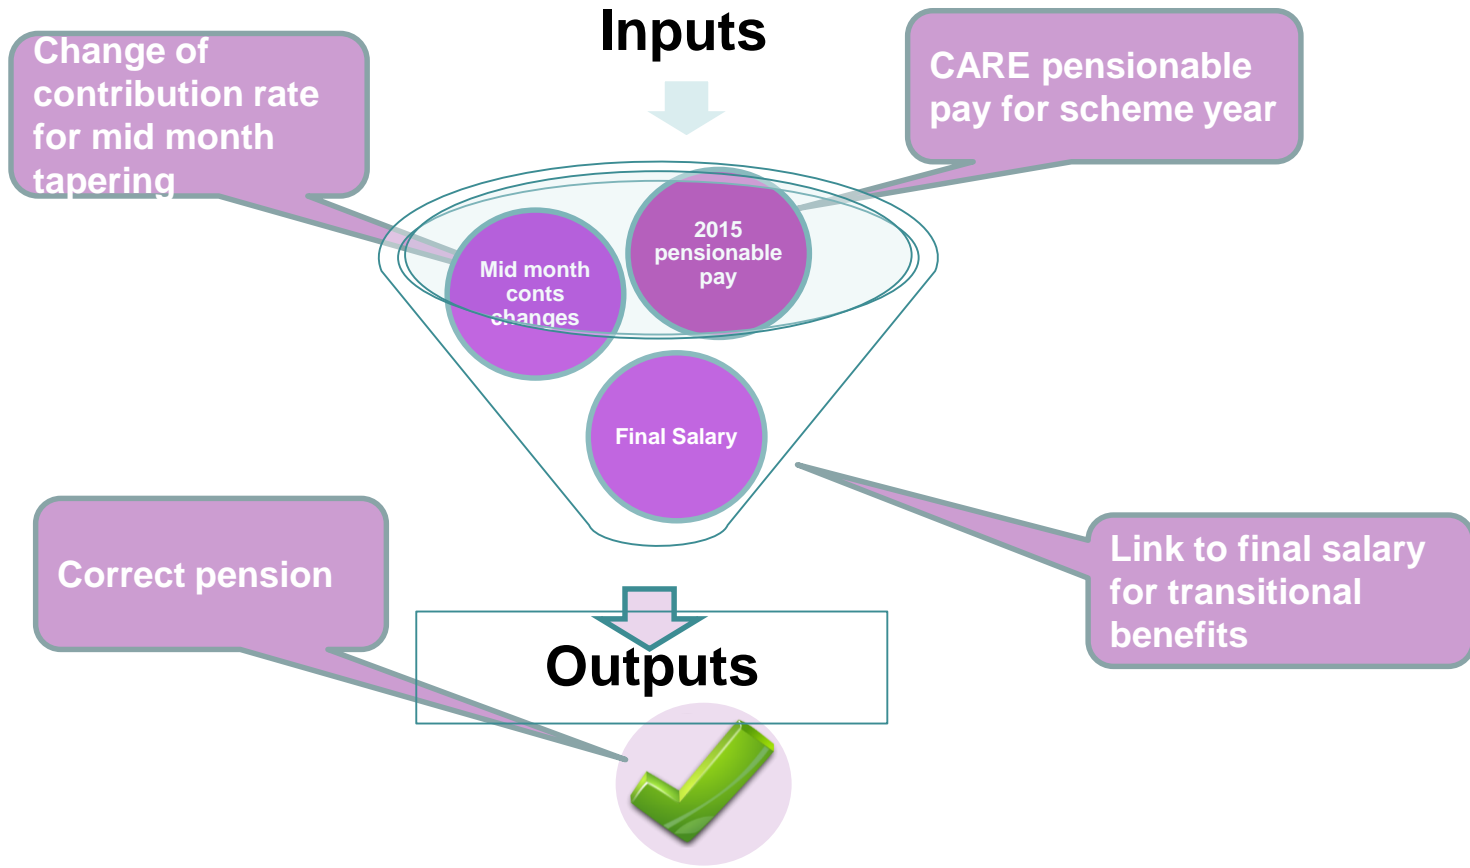 Inputs
Change of
contribution rate
for mid month
tapering
CARE pensionable
pay for scheme year
2015
pensionable
pay
Mid month
conts
changes
Final Salary
Correct pension
Link to final salary
for transitional
benefits
Outputs